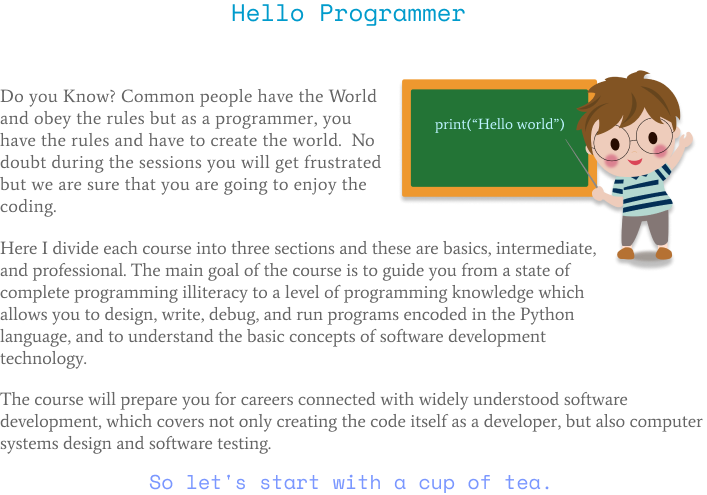 Hello Programmer
Do you Know? Common people have the World
and obey the rules but as a programmer, you
have the rules and have to create the world.  No
doubt during the sessions you will get frustrated
but we are sure that you are going to enjoy the
coding.
print(“Hello world”)
Here I divide each course into three sections and these are basics, intermediate,
and professional. The main goal of the course is to guide you from a state of
complete programming illiteracy to a level of programming knowledge which
allows you to design, write, debug, and run programs encoded in the Python
language, and to understand the basic concepts of software development
technology.
The course will prepare you for careers connected with widely understood software
development, which covers not only creating the code itself as a developer, but also computer
systems design and software testing.
So let's start with a cup of tea.